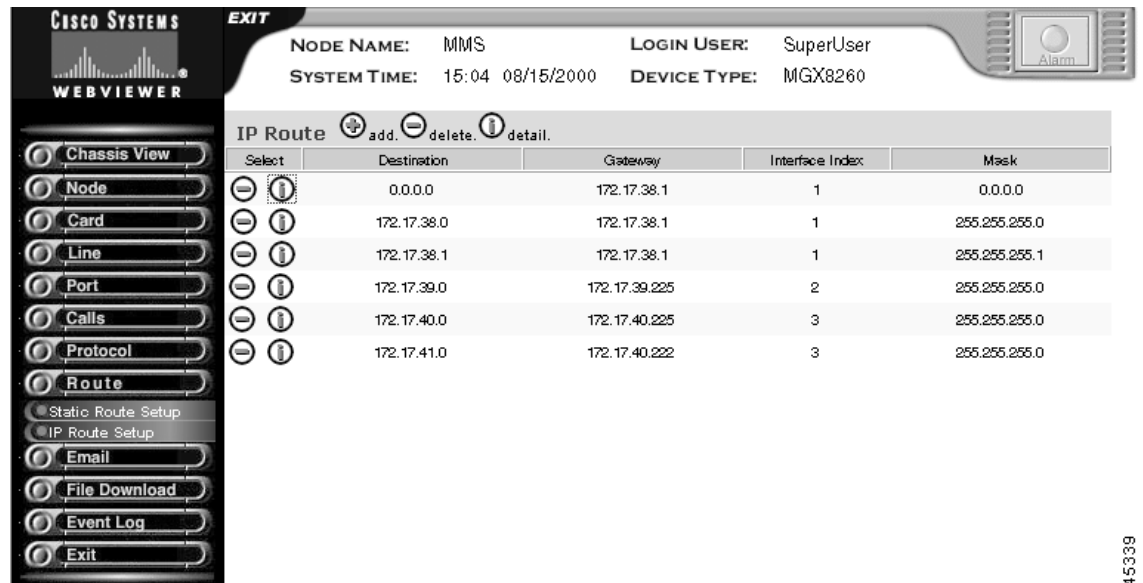 CISCO SYSTEMS
WEBVIEWER
EXIT
NODE NAME: MMS LOGIN USER: SuperUser
SYSTEM TIME: 15:04 08/15/2000 DEVICE TYPE: MGX8260
Alarm
Chassis View
Node
Card
Line
Port
Calls
Protocol
Route
Static Route Setup
IP Route Setup
Email
File Download
Event Log
Exit
IP Route add. delete. detail.
Select Destination Gateway Interface Index Mask
0.0.0.0 172.17.38.1 1 0.0.0.0
172.17.38.0 172.17.38.1 1 255.255.255.0
172.17.38.1 172.17.38.1 1 255.255.255.1
172.17.39.0 172.17.39.225 2 255.255.255.0
172.17.40.0 172.17.40.225 3 255.255.255.0
172.17.41.0 172.17.40.222 3 255.255.255.0
45339